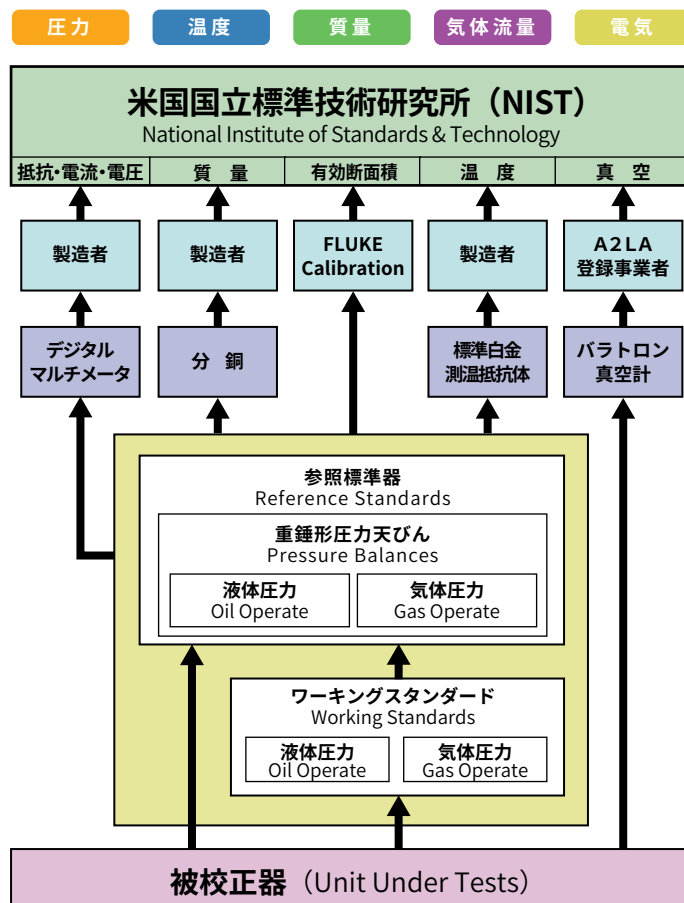 圧力
温度
質量
気体流量
電気
米国国立標準技術研究所（NIST）
National Institute of Standards & Technology
抵抗・電流・電圧
質 量
有効断面積
温 度
真 空
製造者
製造者
FLUKE
Calibration
製造者
A2LA
登録事業者
デジタル
マルチメータ
分 銅
標準白金
測温抵抗体
バラトロン
真空計
参照標準器
Reference Standards
重錘形圧力天びん
Pressure Balances
液体圧力
Oil Operate
気体圧力
Gas Operate
ワーキングスタンダード
Working Standards
液体圧力
Oil Operate
気体圧力
Gas Operate
被校正器（Unit Under Tests）